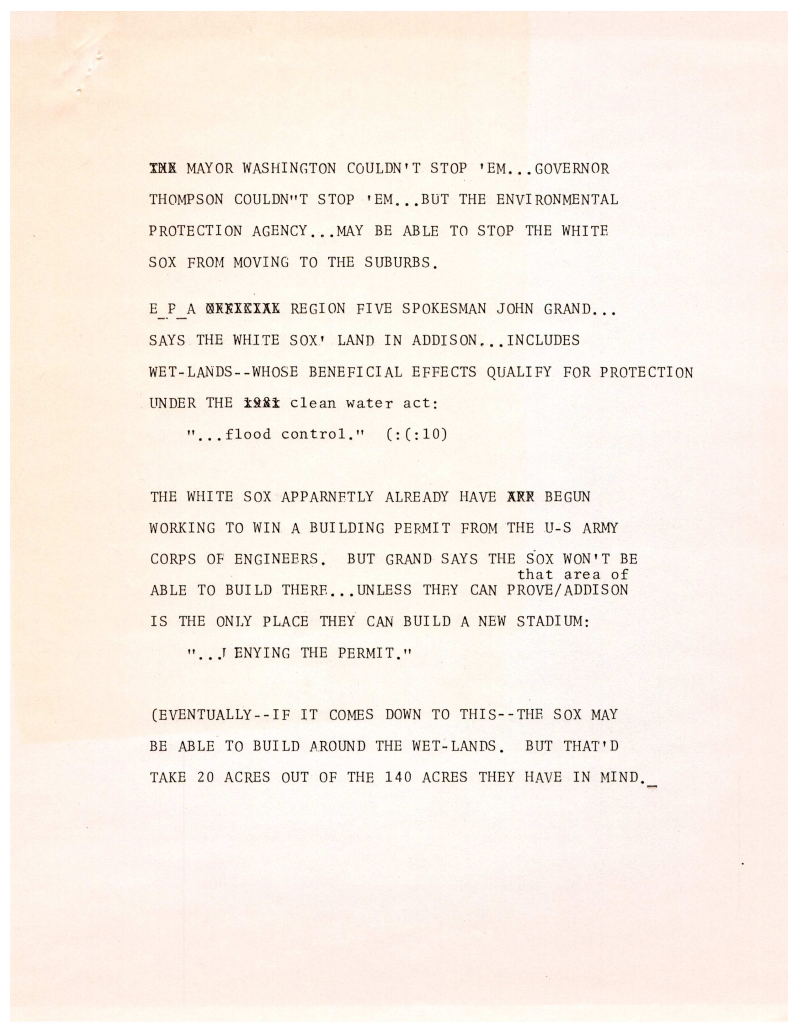 MAYOR WASHINGTON COULDN'T STOP 'EM...GOVERNOR
THOMPSON COULDN"T STOP 'EM...BUT THE ENVIRONMENTAL
PROTECTION AGENCY...MAY BE ABLE TO STOP THE WHITE
SOX FROM MOVING TO THE SUBURBS.
E_P_A REGION FIVE SPOKESMAN JOHN GRAND...
SAYS THE WHITE SOX' LAND IN ADDISON...INCLUDES
WET-LANDS--WHOSE BENEFICIAL EFFECTS QUALIFY FOR PROTECTION
UNDER THE clean water act:
"...flood control." (:(:10)
THE WHITE SOX APPARNETLY ALREADY HAVE BEGUN
WORKING TO WIN A BUILDING PERMIT FROM THE U-S ARMY
CORPS OF ENGINEERS. BUT GRAND SAYS THE SOX WON'T BE
that area of
ABLE TO BUILD THERE...UNLESS THEY CAN PROVE/ADDISON
IS THE ONLY PLACE THEY CAN BUILD A NEW STADIUM:
"...DENYING THE PERMIT."
(EVENTUALLY--IF IT COMES DOWN TO THIS--THE SOX MAY
BE ABLE TO BUILD AROUND THE WET-LANDS. BUT THAT'D
TAKE 20 ACRES OUT OF THE 140 ACRES THEY HAVE IN MIND._